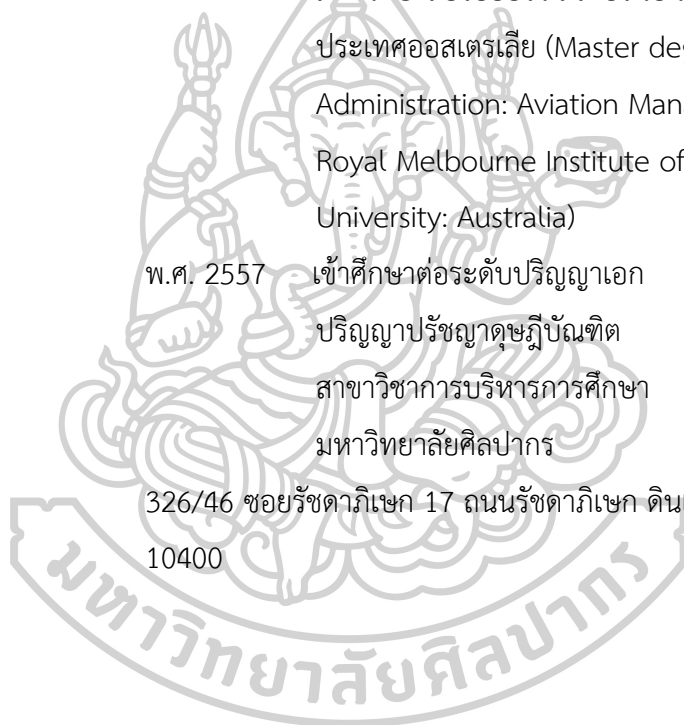 ประเทศออสเตรเลีย (Master de
Administration: Aviation Man
Royal Melbourne Institute of
University: Australia)
พ.ศ. 2557 เข้าศึกษาต่อระดับปริญญาเอก
ปริญญาปรัชญาดุษฎีบัณฑิต
สาขาวิชาการบริหารการศึกษา
มหาวิทยาลัยศิลปากร
326/46 ซอยรัชดาภิเษก 17 ถนนรัชดาภิเษก ดิน
10400
มหาวิทยาลัยศิลปากร